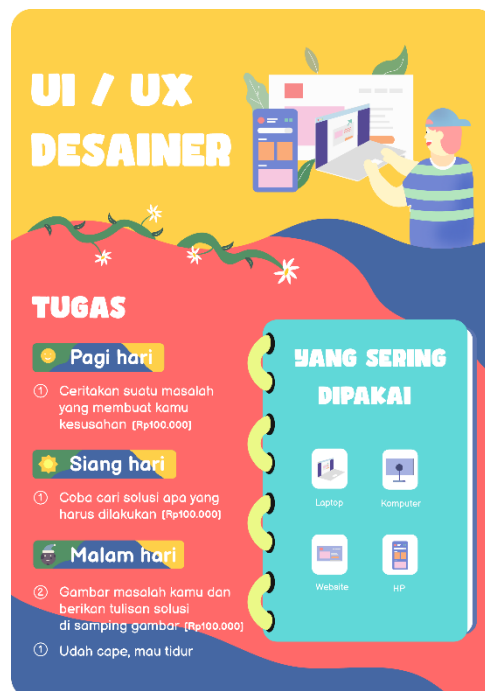 UI / UX
DESAINER
TUGAS
Pagi hari
① Ceritakan suatu masalah
yang membuat kamu
kesusahan [Rp100.000]
Siang hari
① Coba cari solusi apa yang
harus dilakukan [Rp100.000]
Malam hari
② Gambar masalah kamu dan
berikan tulisan solusi
di samping gambar [Rp100.000]
① Udah cape, mau tidur
YANG SERING
DIPAKAI
Laptop
Komputer
Website
HP